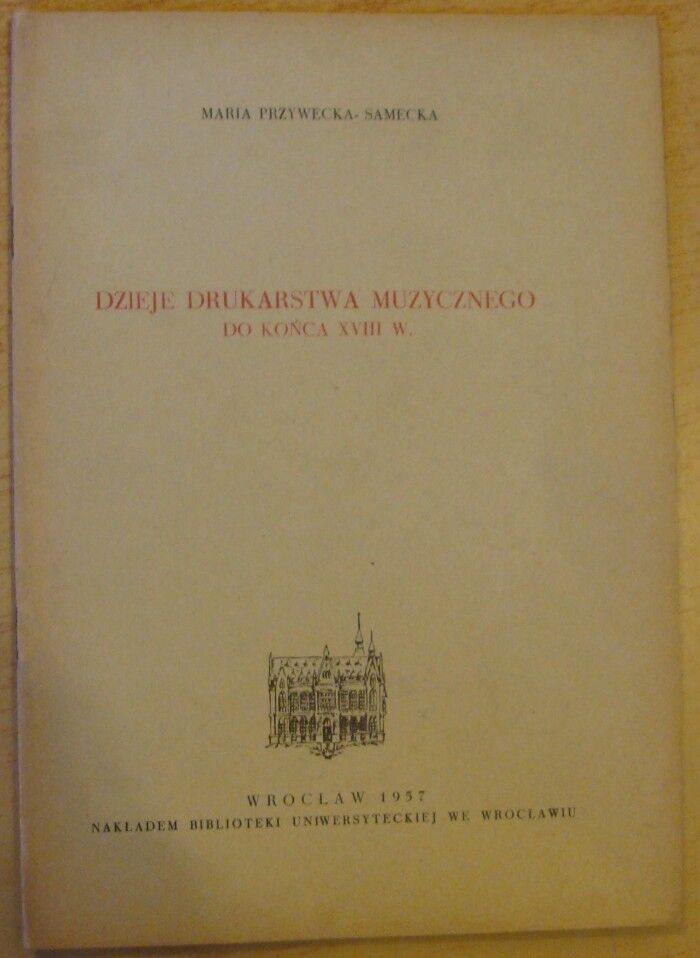 MARIA PRZYWECKA-SAMECKA
DZIEJE DRUKARSTWA MUZYCZNEGO
DO KOŃCA XVIII W.
WROCŁAW 1957
NAKŁADEM BIBLIOTEKI UNIWERSYTECKIEJ WE WROCŁAWIU